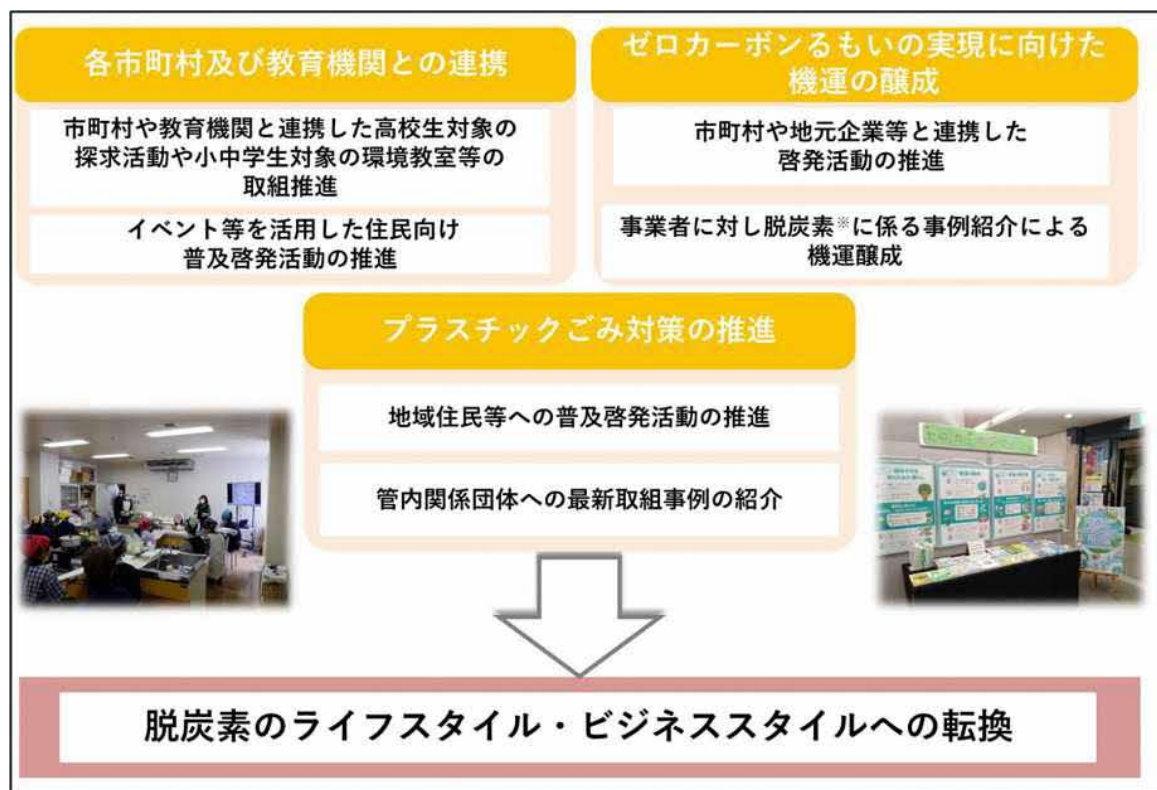 各市町村及び教育機関との連携
市町村や教育機関と連携した高校生対象の
探求活動や小中学生対象の環境教室等の
取組推進
イベント等を活用した住民向け
普及啓発活動の推進
ゼロカーボンるもいの実現に向けた
機運の醸成
市町村や地元企業等と連携した
啓発活動の推進
事業者に対し脱炭素※に係る事例紹介による
機運醸成
プラスチックごみ対策の推進
地域住民等への普及啓発活動の推進
管内関係団体への最新取組事例の紹介
脱炭素のライフスタイル・ビジネススタイルへの転換